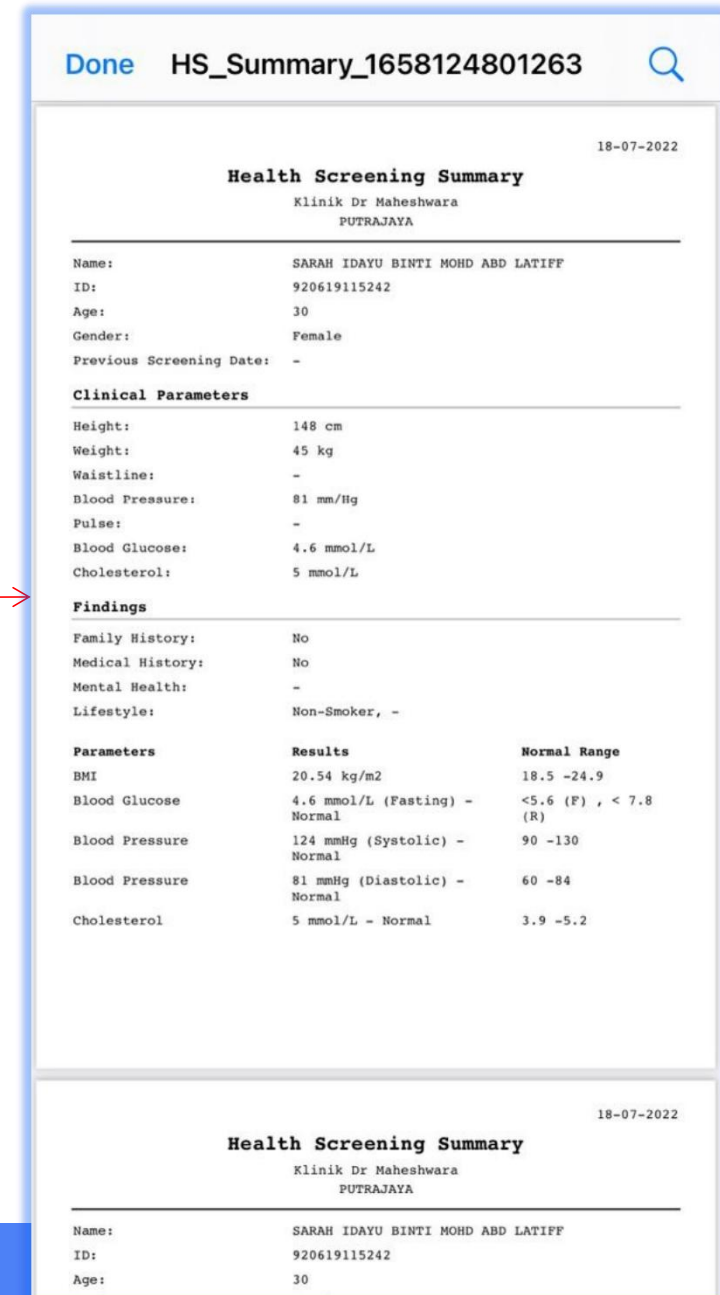 Done HS_Summary_1658124801263
18-07-2022
Health Screening Summary
Klinik Dr Maheshwara
PUTRAJAYA
Name: SARAH IDAYU BINTI MOHD ABD LATIFF
ID: 920619115242
Age: 30
Gender: Female
Previous Screening Date: -
Clinical Parameters
Height: 148 cm
Weight: 45 kg
Waistline: -
Blood Pressure: 81 mm/Hg
Pulse: -
Blood Glucose: 4.6 mmol/L
Cholesterol: 5 mmol/L
Findings
Family History: No
Medical History: No
Mental Health: -
Lifestyle: Non-Smoker, -
Parameters Results Normal Range
BMI 20.54 kg/m2 18.5 -24.9
Blood Glucose 4.6 mmol/L (Fasting) - <5.6 (F) , < 7.8
Normal (R)
Blood Pressure 124 mmHg (Systolic) - 90 -130
Normal
Blood Pressure 81 mmHg (Diastolic) - 60 -84
Normal
Cholesterol 5 mmol/L - Normal 3.9 -5.2
18-07-2022
Health Screening Summary
Klinik Dr Maheshwara
PUTRAJAYA
Name: SARAH IDAYU BINTI MOHD ABD LATIFF
ID: 920619115242
Age: 30